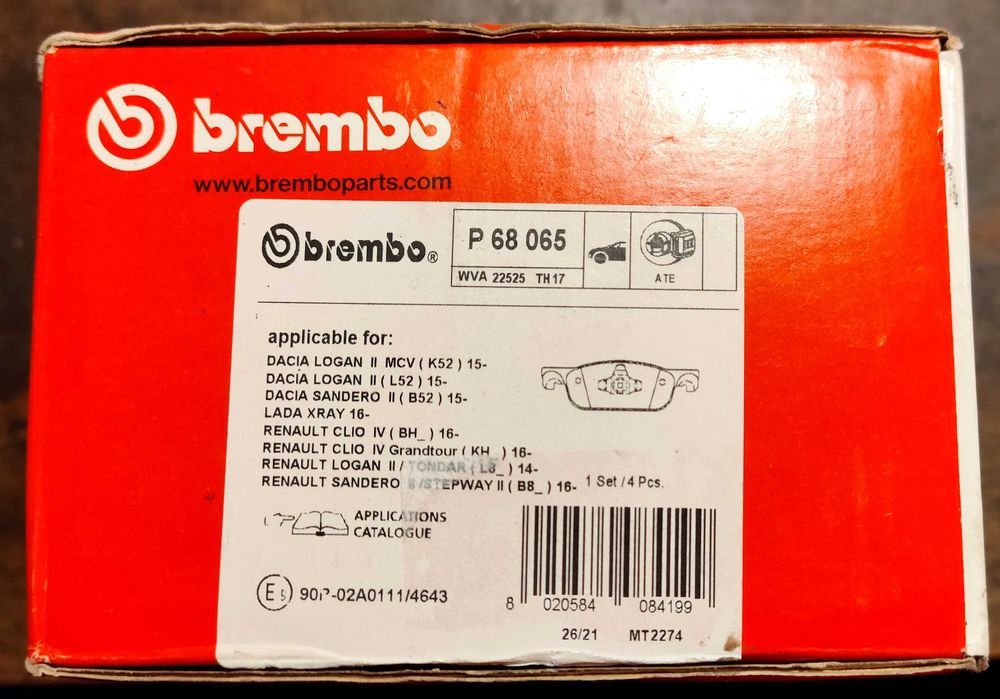 brembo
www.bremboparts.com
brembo®
P 68 065
WVA 22525 TH17
ATE
applicable for:
DACIA LOGAN II MCV ( K52 ) 15-
DACIA LOGAN II ( L52 ) 15-
DACIA SANDERO II ( B52 ) 15-
LADA XRAY 16-
RENAULT CLIO IV ( BH_ ) 16-
RENAULT CLIO IV Grandtour ( KH_ ) 16-
RENAULT LOGAN II / TONDAR ( L8_ ) 14-
RENAULT SANDERO II /STEPWAY II ( B8_ ) 16-
1 Set / 4 Pcs.
APPLICATIONS
CATALOGUE
E 90R-02A0111/4643
8 020584 084199
26/21 MT2274